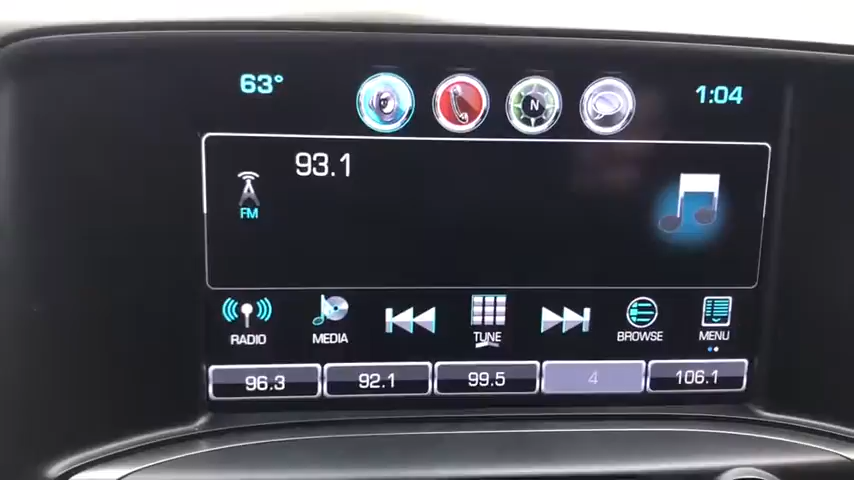 63° N 1:04
93.1
FM
RADIO MEDIA TUNE BROWSE MENU
96.3 92.1 99.5 4 106.1